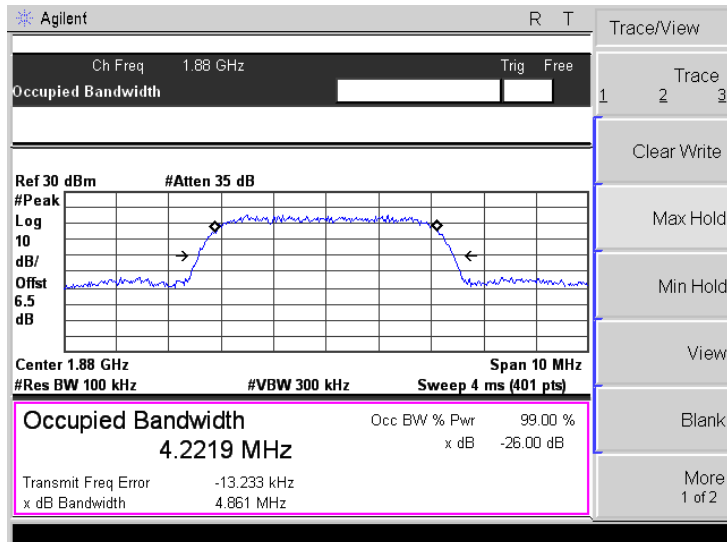 Agilent
R T
Trace/View
Ch Freq 1.88 GHz
Trig Free
Occupied Bandwidth
Trace
1 2 3
Clear Write
Max Hold
Min Hold
View
Blank
More
1 of 2
Ref 30 dBm #Atten 35 dB
#Peak
Log
10
dB/
Offst
6.5
dB
Center 1.88 GHz
Span 10 MHz
#Res BW 100 kHz #VBW 300 kHz Sweep 4 ms (401 pts)
Occupied Bandwidth
4.2219 MHz
Occ BW % Pwr 99.00 %
x dB -26.00 dB
Transmit Freq Error -13.233 kHz
x dB Bandwidth 4.861 MHz